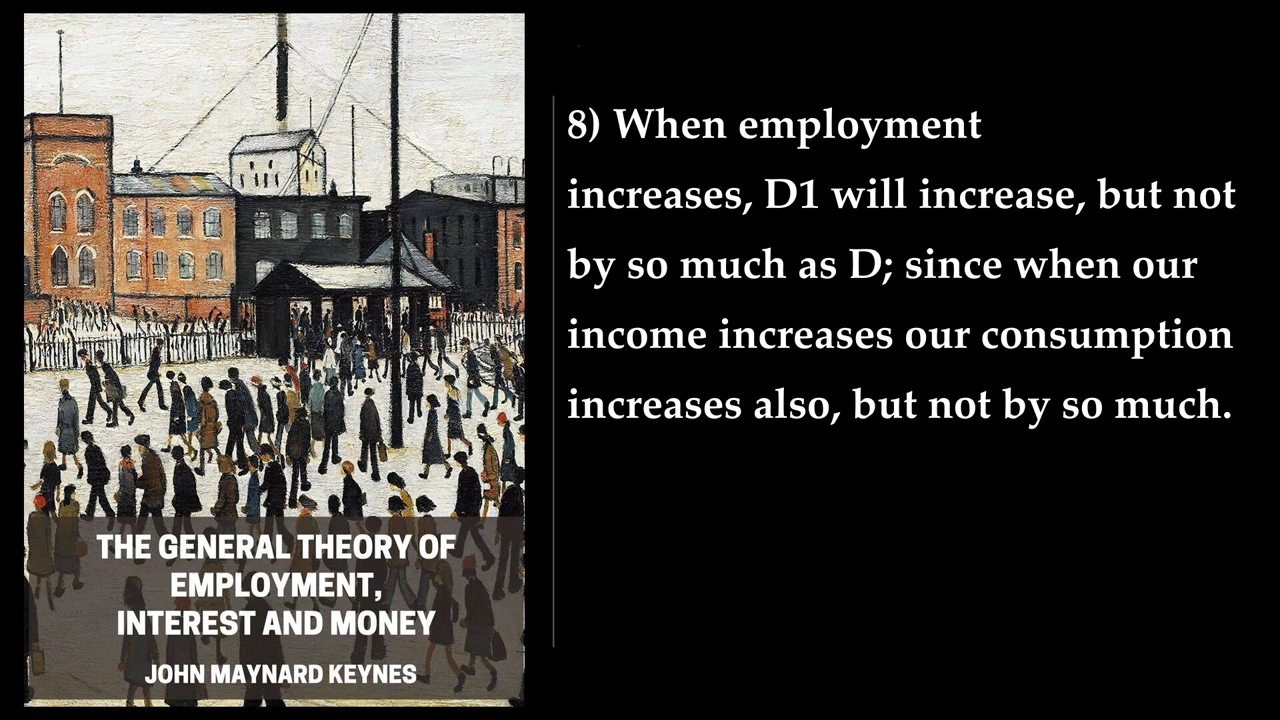 8) When employment
increases, D1 will increase, but not
by so much as D; since when our
income increases our consumption
increases also, but not by so much.
THE GENERAL THEORY OF
EMPLOYMENT,
INTEREST AND MONEY
JOHN MAYNARD KEYNES